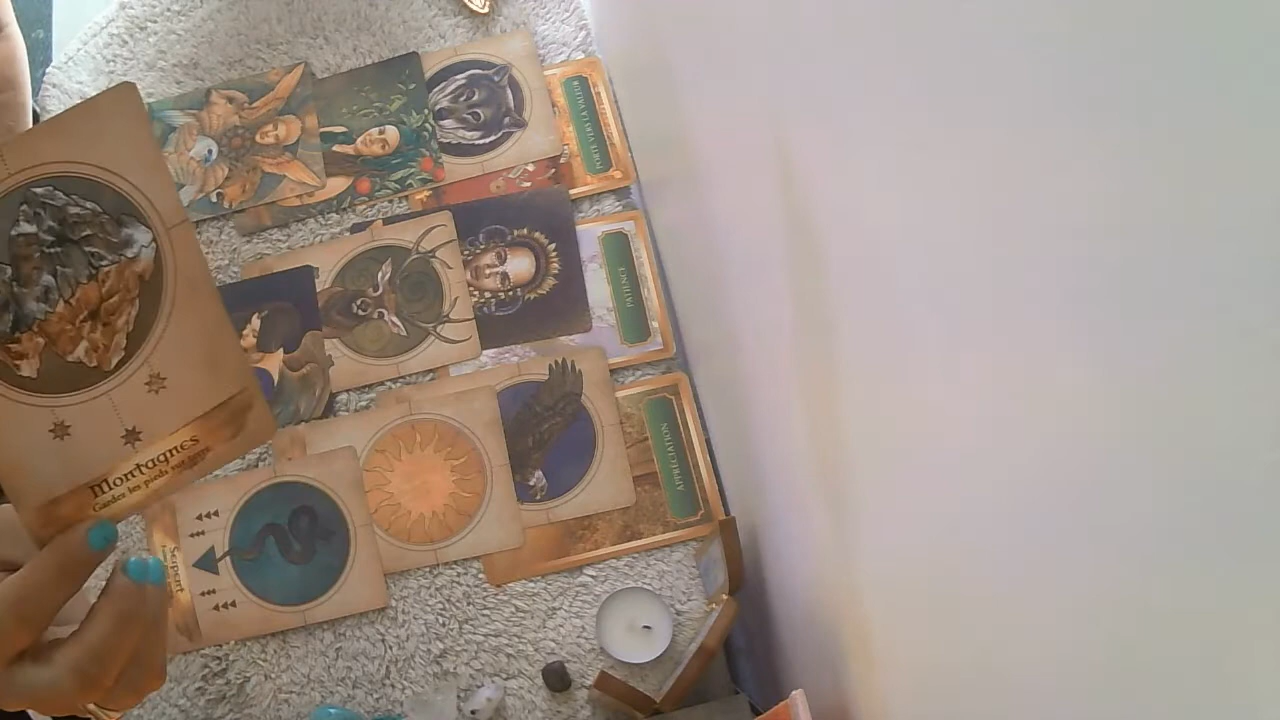 PORTE VERS LA VALEUR
PATIENCE
APPRÉCIATION
Montagnes
Gardez les pieds sur terre
Serpent